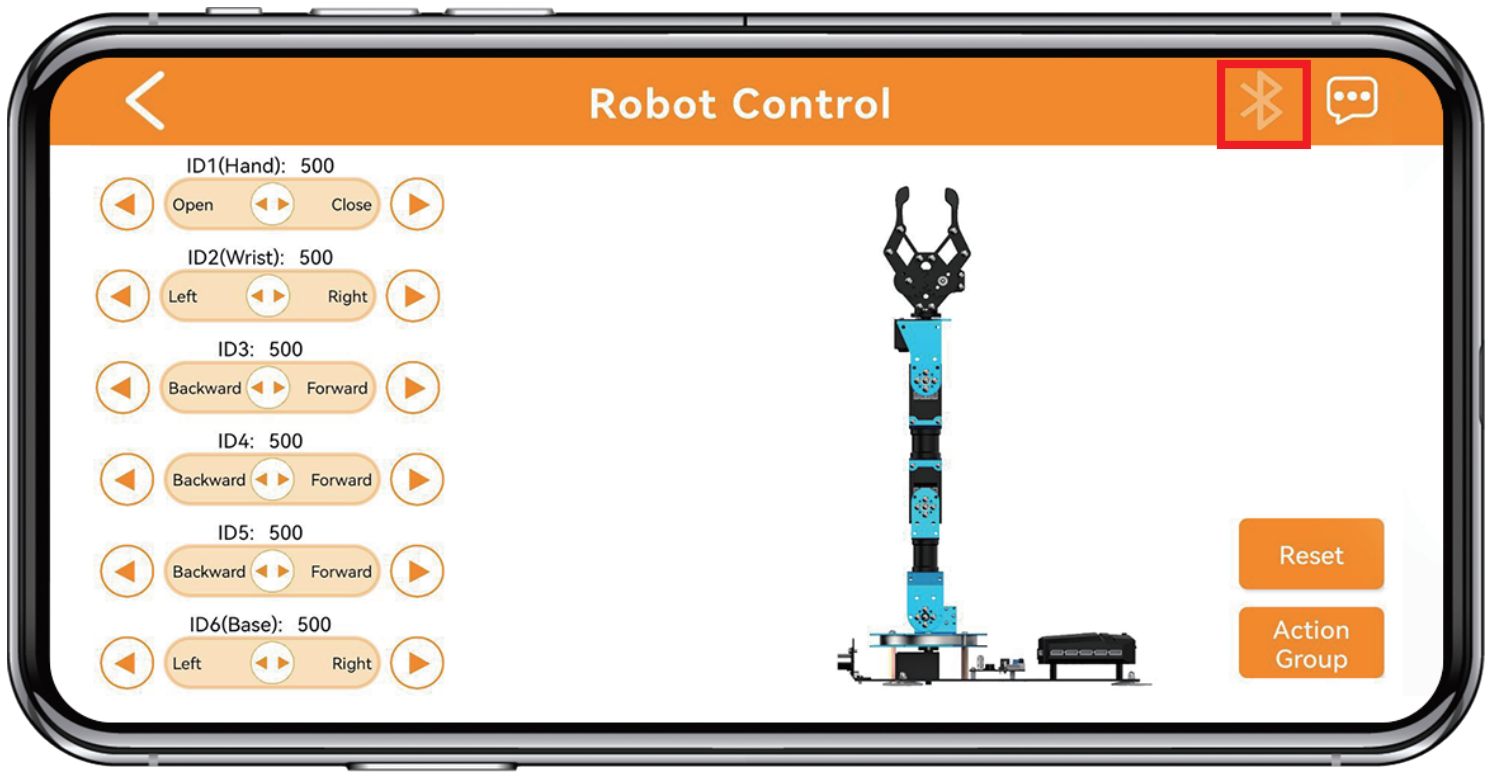 Robot Control
ID1(Hand): 500
Open Close
ID2(Wrist): 500
Left Right
ID3: 500
Backward Forward
ID4: 500
Backward Forward
ID5: 500
Backward Forward
ID6(Base): 500
Left Right
Reset
Action
Group